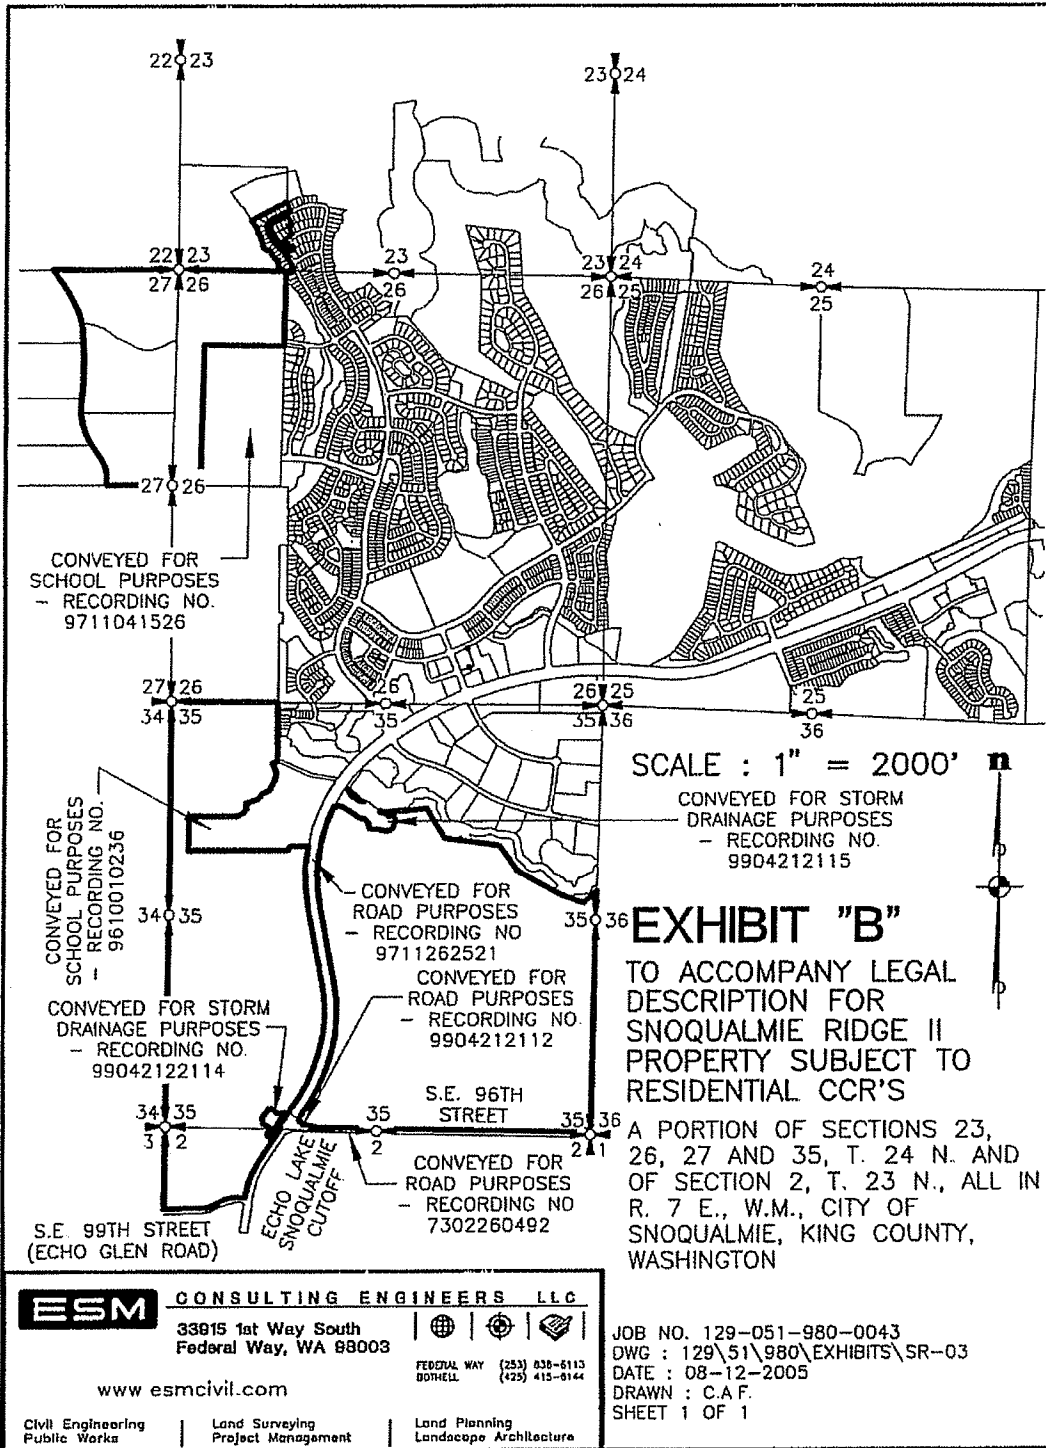 22 23
23 24
22 23
27 26
23
26
23 24
26 25
24
25
27 26
CONVEYED FOR
SCHOOL PURPOSES
- RECORDING NO.
9711041526
27 26
34 35
26
35
26 25
35 36
25
36
SCALE : 1" = 2000'
n
CONVEYED FOR STORM
DRAINAGE PURPOSES
- RECORDING NO.
9904212115
CONVEYED FOR
SCHOOL PURPOSES
- RECORDING NO.
9610010236
34 35
CONVEYED FOR
ROAD PURPOSES
- RECORDING NO
9711262521
35 36
EXHIBIT "B"
TO ACCOMPANY LEGAL
DESCRIPTION FOR
SNOQUALMIE RIDGE II
PROPERTY SUBJECT TO
RESIDENTIAL CCR'S
CONVEYED FOR
ROAD PURPOSES
- RECORDING NO.
9904212112
CONVEYED FOR STORM
DRAINAGE PURPOSES
- RECORDING NO.
99042122114
S.E. 96TH
STREET
34 35
3 2
35
2
35 36
2 1
A PORTION OF SECTIONS 23,
26, 27 AND 35, T. 24 N. AND
OF SECTION 2, T. 23 N., ALL IN
R. 7 E., W.M., CITY OF
SNOQUALMIE, KING COUNTY,
WASHINGTON
ECHO LAKE
SNOQUALMIE
CUTOFF
CONVEYED FOR
ROAD PURPOSES
- RECORDING NO
7302260492
S.E. 99TH STREET
(ECHO GLEN ROAD)
ESM
CONSULTING ENGINEERS LLC
33915 1st Way South
Federal Way, WA 98003
FEDERAL WAY (253) 838-6113
BOTHELL (425) 415-6144
www esmcivil.com
Civil Engineering
Public Works
Land Surveying
Project Management
Land Planning
Landscape Architecture
JOB NO. 129-051-980-0043
DWG : 129\51\980\EXHIBITS\SR-03
DATE : 08-12-2005
DRAWN : C.A F.
SHEET 1 OF 1